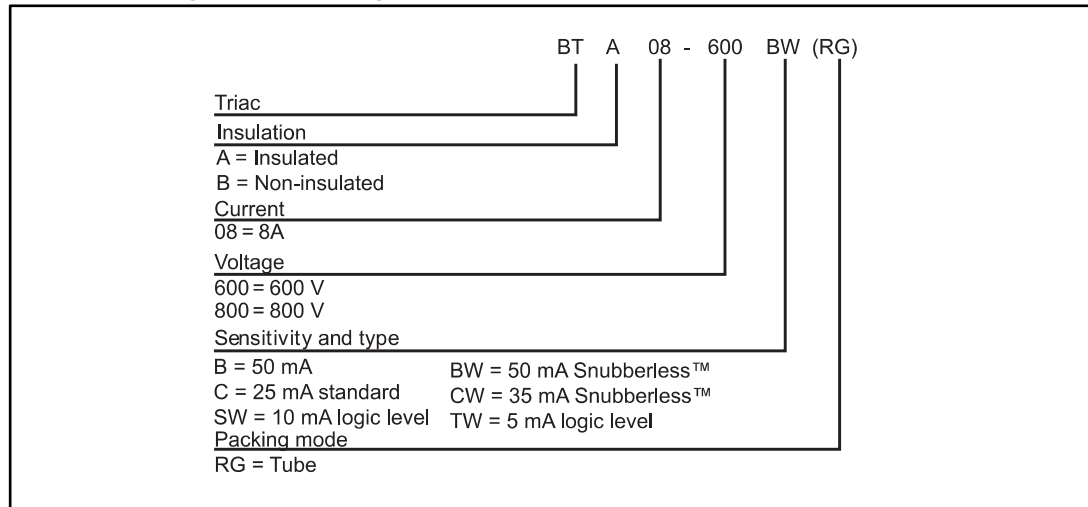 BT A 08 - 600 BW (RG)
Triac
Insulation
A = Insulated
B = Non-insulated
Current
08 = 8A
Voltage
600 = 600 V
800 = 800 V
Sensitivity and type
B = 50 mA BW = 50 mA Snubberless™
C = 25 mA standard CW = 35 mA Snubberless™
SW = 10 mA logic level TW = 5 mA logic level
Packing mode
RG = Tube